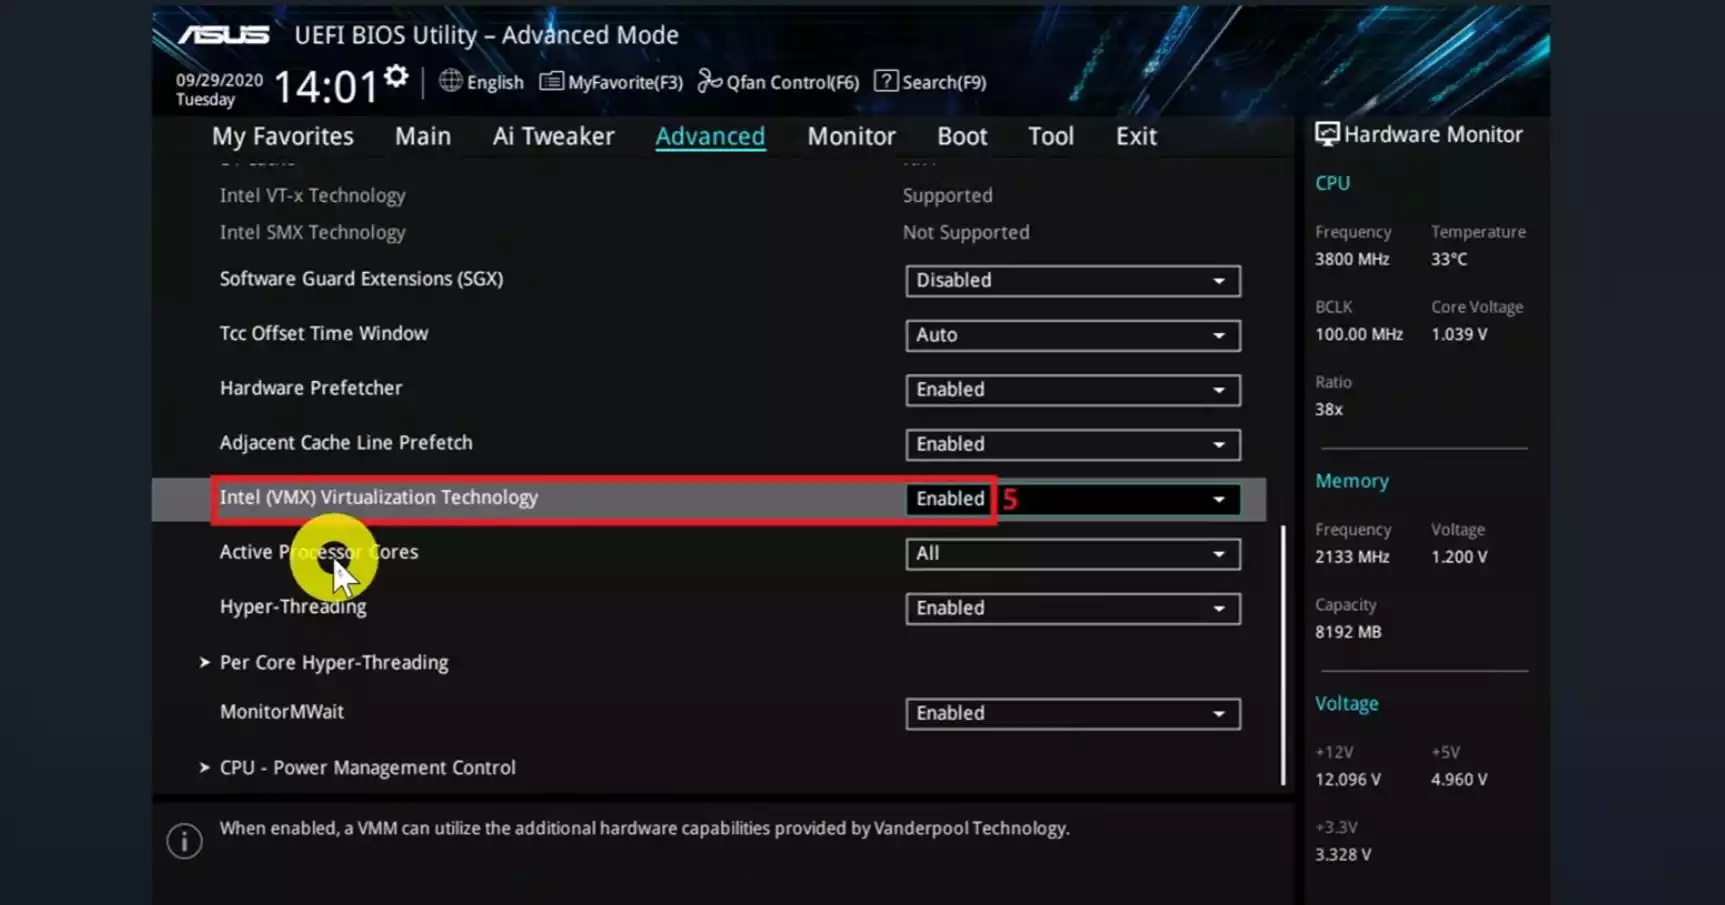 ASUS UEFI BIOS Utility – Advanced Mode
09/29/2020 14:01 English MyFavorite(F3) Qfan Control(F6) ? Search(F9)
Tuesday
My Favorites Main Ai Tweaker Advanced Monitor Boot Tool Exit
Intel VT-x Technology Supported
Intel SMX Technology Not Supported
Software Guard Extensions (SGX) Disabled
Tcc Offset Time Window Auto
Hardware Prefetcher Enabled
Adjacent Cache Line Prefetch Enabled
Intel (VMX) Virtualization Technology Enabled 5
Active Processor Cores All
Hyper-Threading Enabled
Per Core Hyper-Threading
MonitorMWait Enabled
CPU - Power Management Control
When enabled, a VMM can utilize the additional hardware capabilities provided by Vanderpool Technology.
Hardware Monitor
CPU
Frequency Temperature
3800 MHz 33°C
BCLK Core Voltage
100.00 MHz 1.039 V
Ratio
38x
Memory
Frequency Voltage
2133 MHz 1.200 V
Capacity
8192 MB
Voltage
+12V +5V
12.096 V 4.960 V
+3.3V
3.328 V